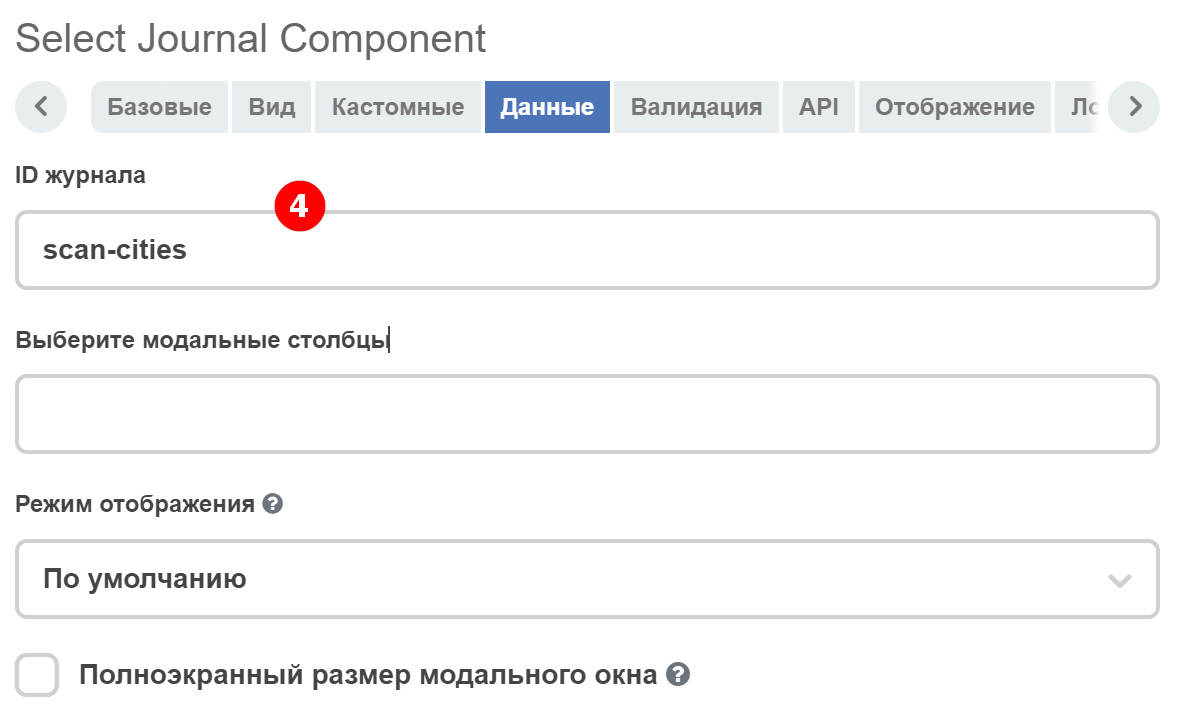 Select Journal Component
Базовые Вид Кастомные Данные Валидация API Отображение
ID журнала
4
scan-cities
Выберите модальные столбцы
Режим отображения ?
По умолчанию
Полноэкранный размер модального окна ?